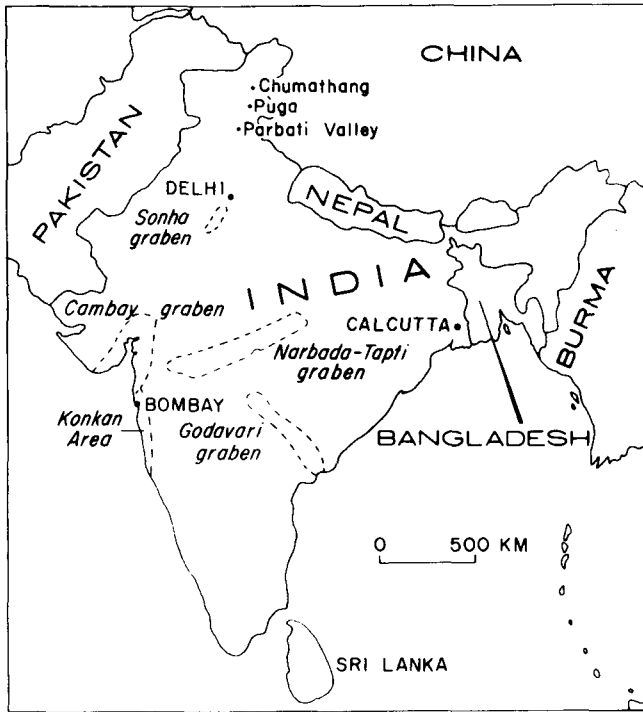 CHINA
Chumathang
Puga
Parbati Valley
PAKISTAN
DELHI
Sonha
graben
NEPAL
INDIA
Cambay graben
CALCUTTA
BURMA
Narbada-Tapti
graben
BOMBAY
Konkan
Area
Godavari
graben
BANGLADESH
0 500 KM
SRI LANKA